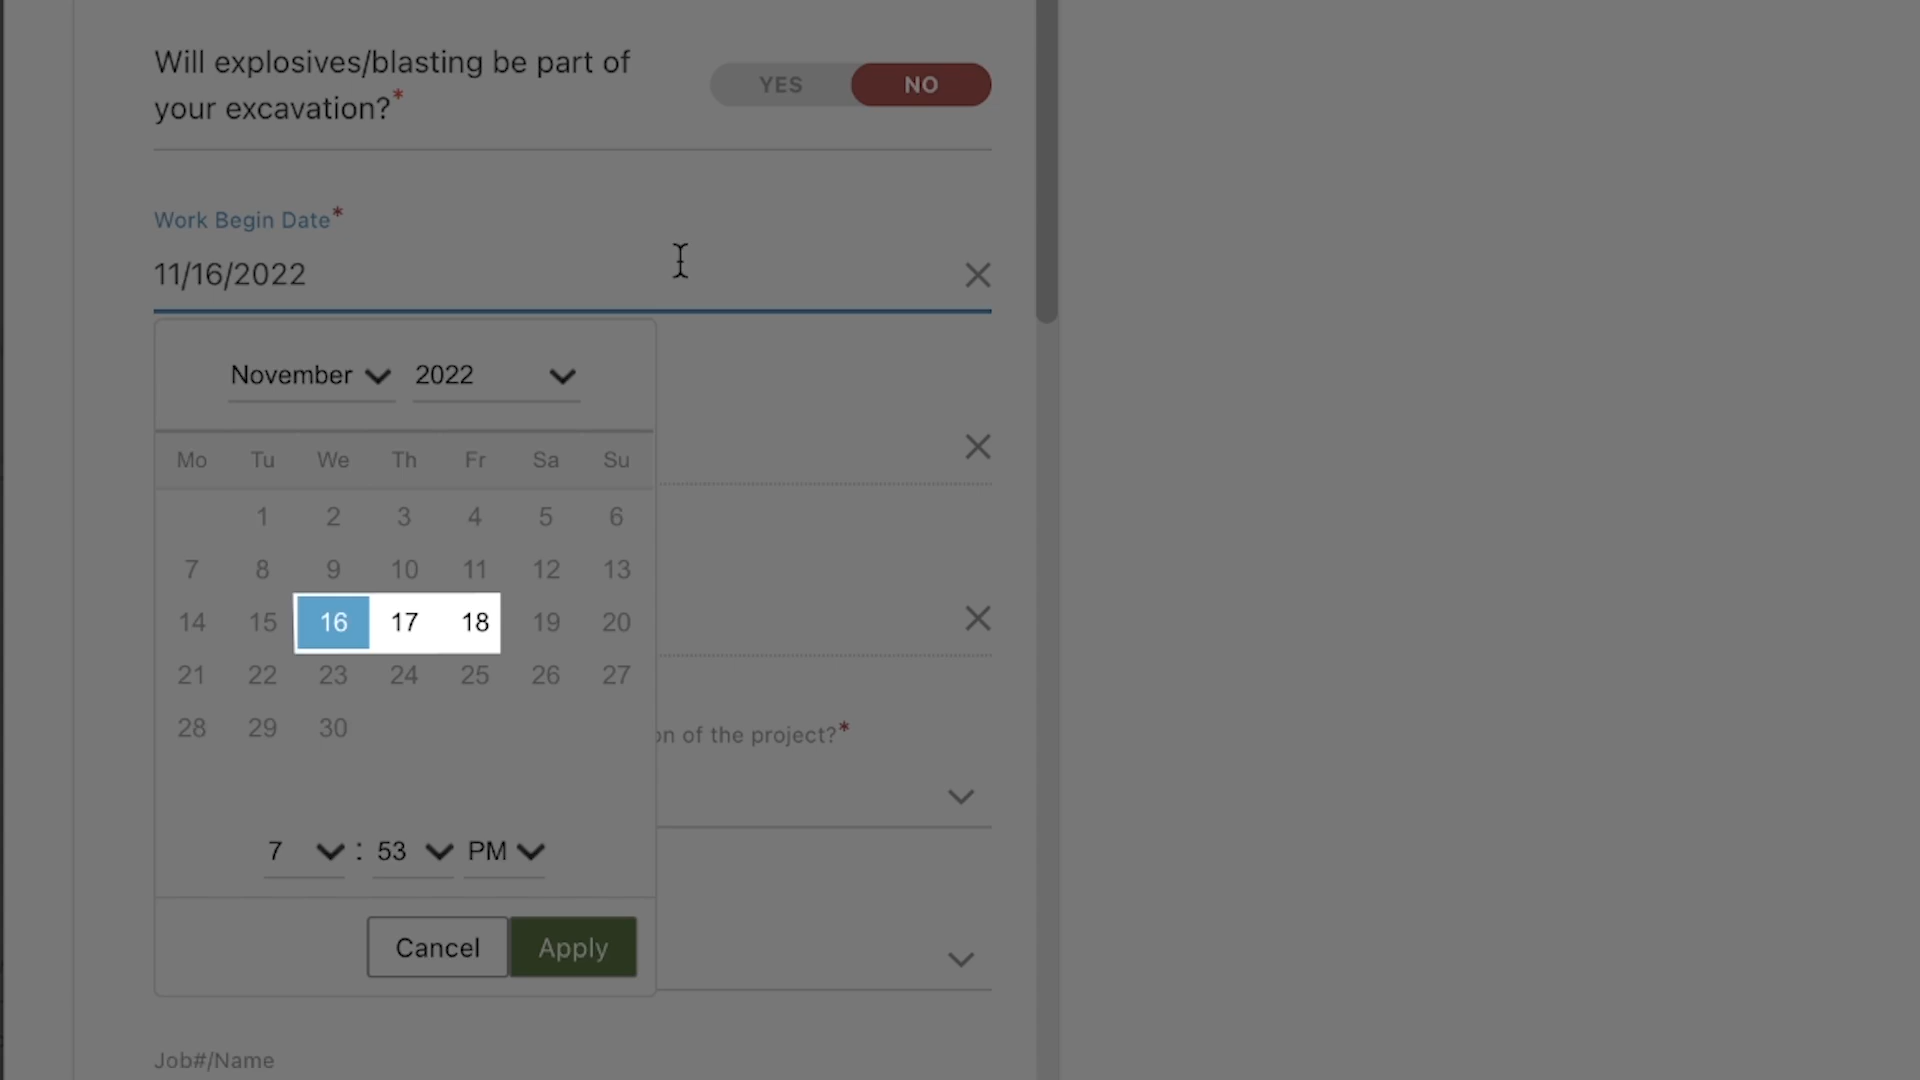 Will explosives/blasting be part of
your excavation?*
YES NO
Work Begin Date*
11/16/2022
November 2022
Mo Tu We Th Fr Sa Su
1 2 3 4 5 6
7 8 9 10 11 12 13
14 15 16 17 18 19 20
21 22 23 24 25 26 27
28 29 30
of the project?*
7 : 53 PM
Cancel Apply
Job#/Name